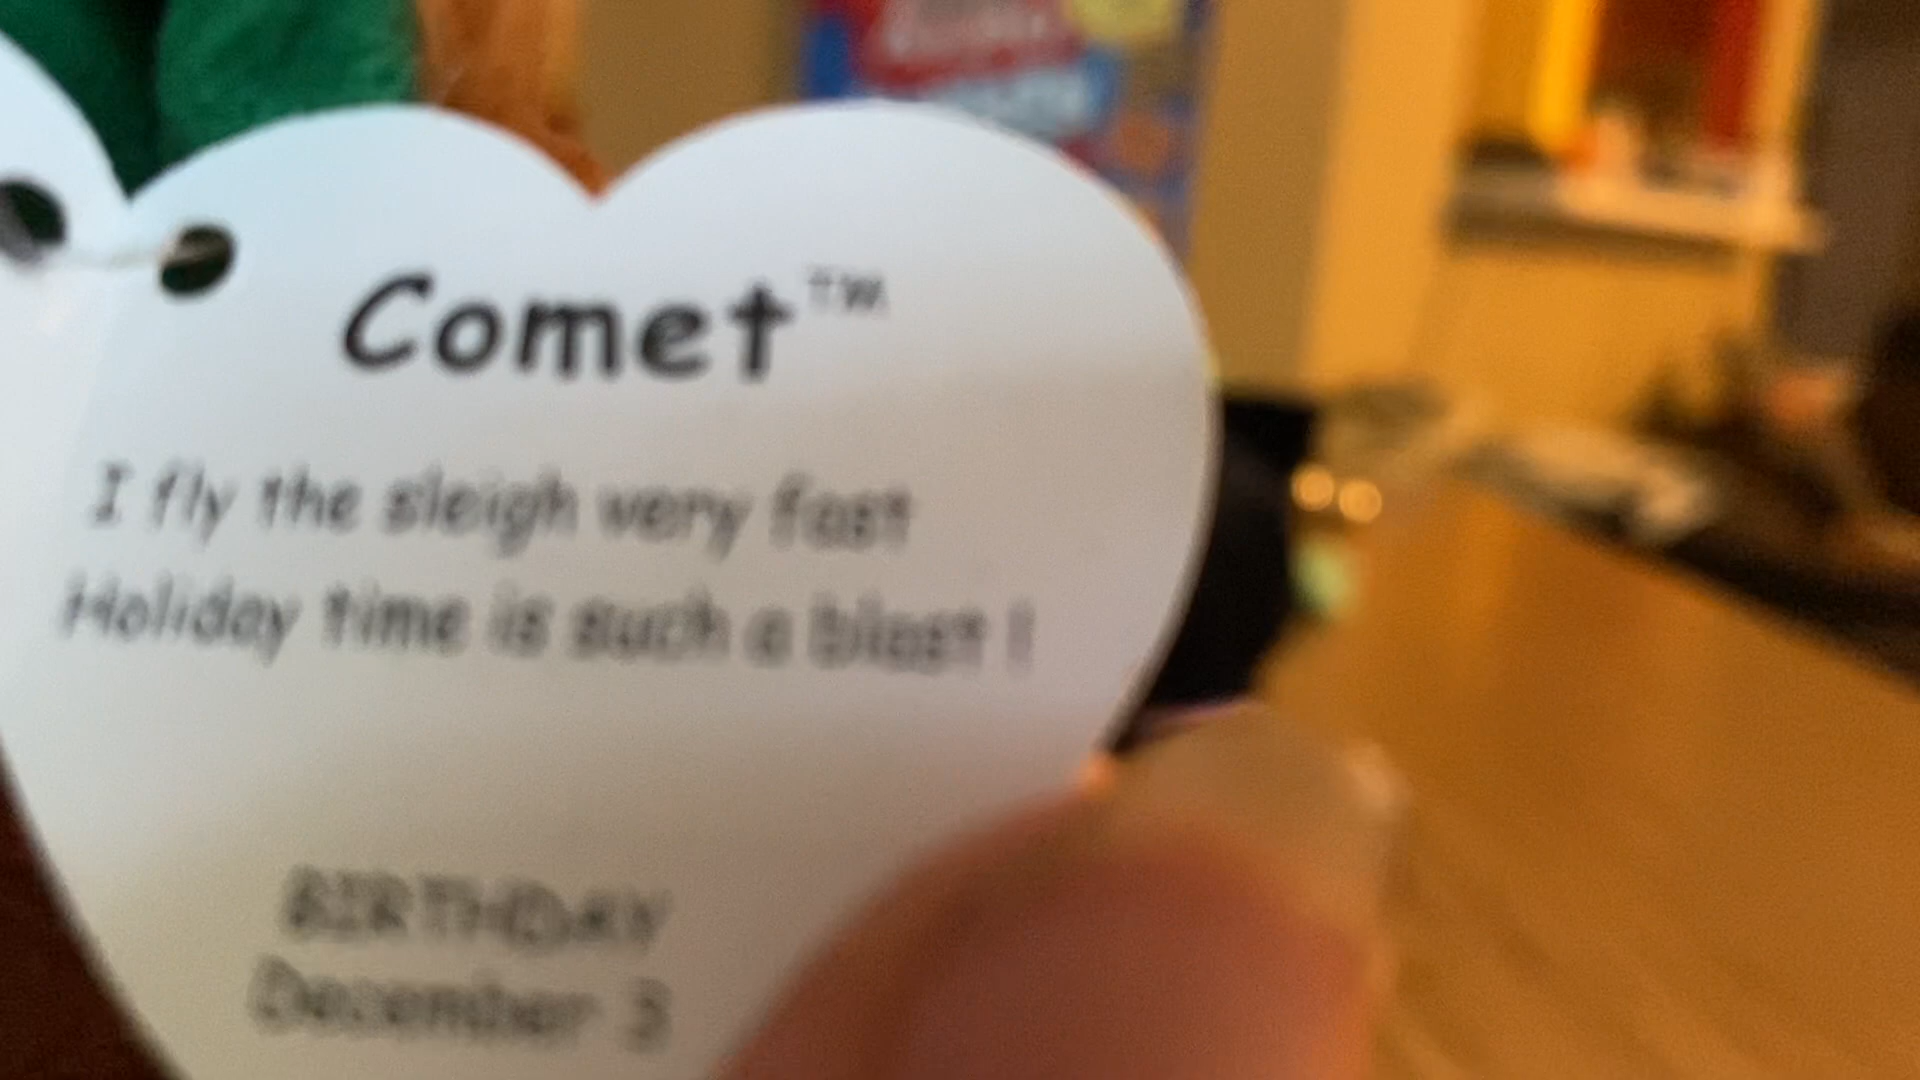 Comet™
I fly the sleigh very fast
Holiday time is such a blast !
BIRTHDAY
December 3